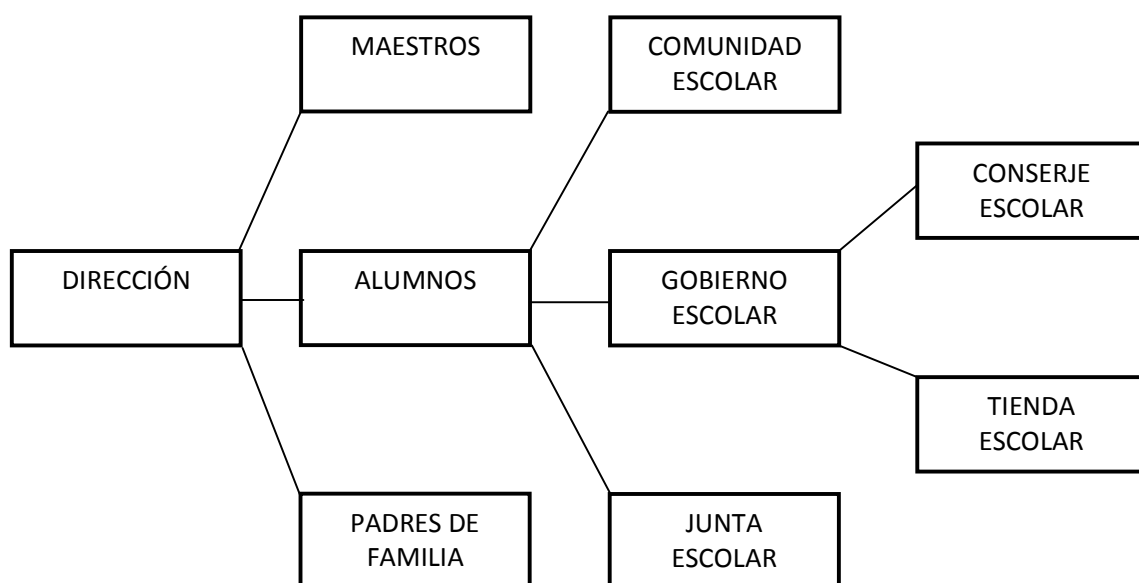 MAESTROS
COMUNIDAD
ESCOLAR
CONSERJE
ESCOLAR
DIRECCIÓN
ALUMNOS
GOBIERNO
ESCOLAR
TIENDA
ESCOLAR
PADRES DE
FAMILIA
JUNTA
ESCOLAR